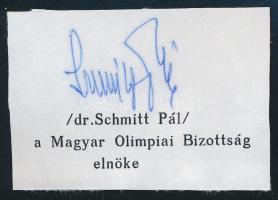 /dr.Schmitt Pál/
a Magyar Olimpiai Bizottság
elnöke